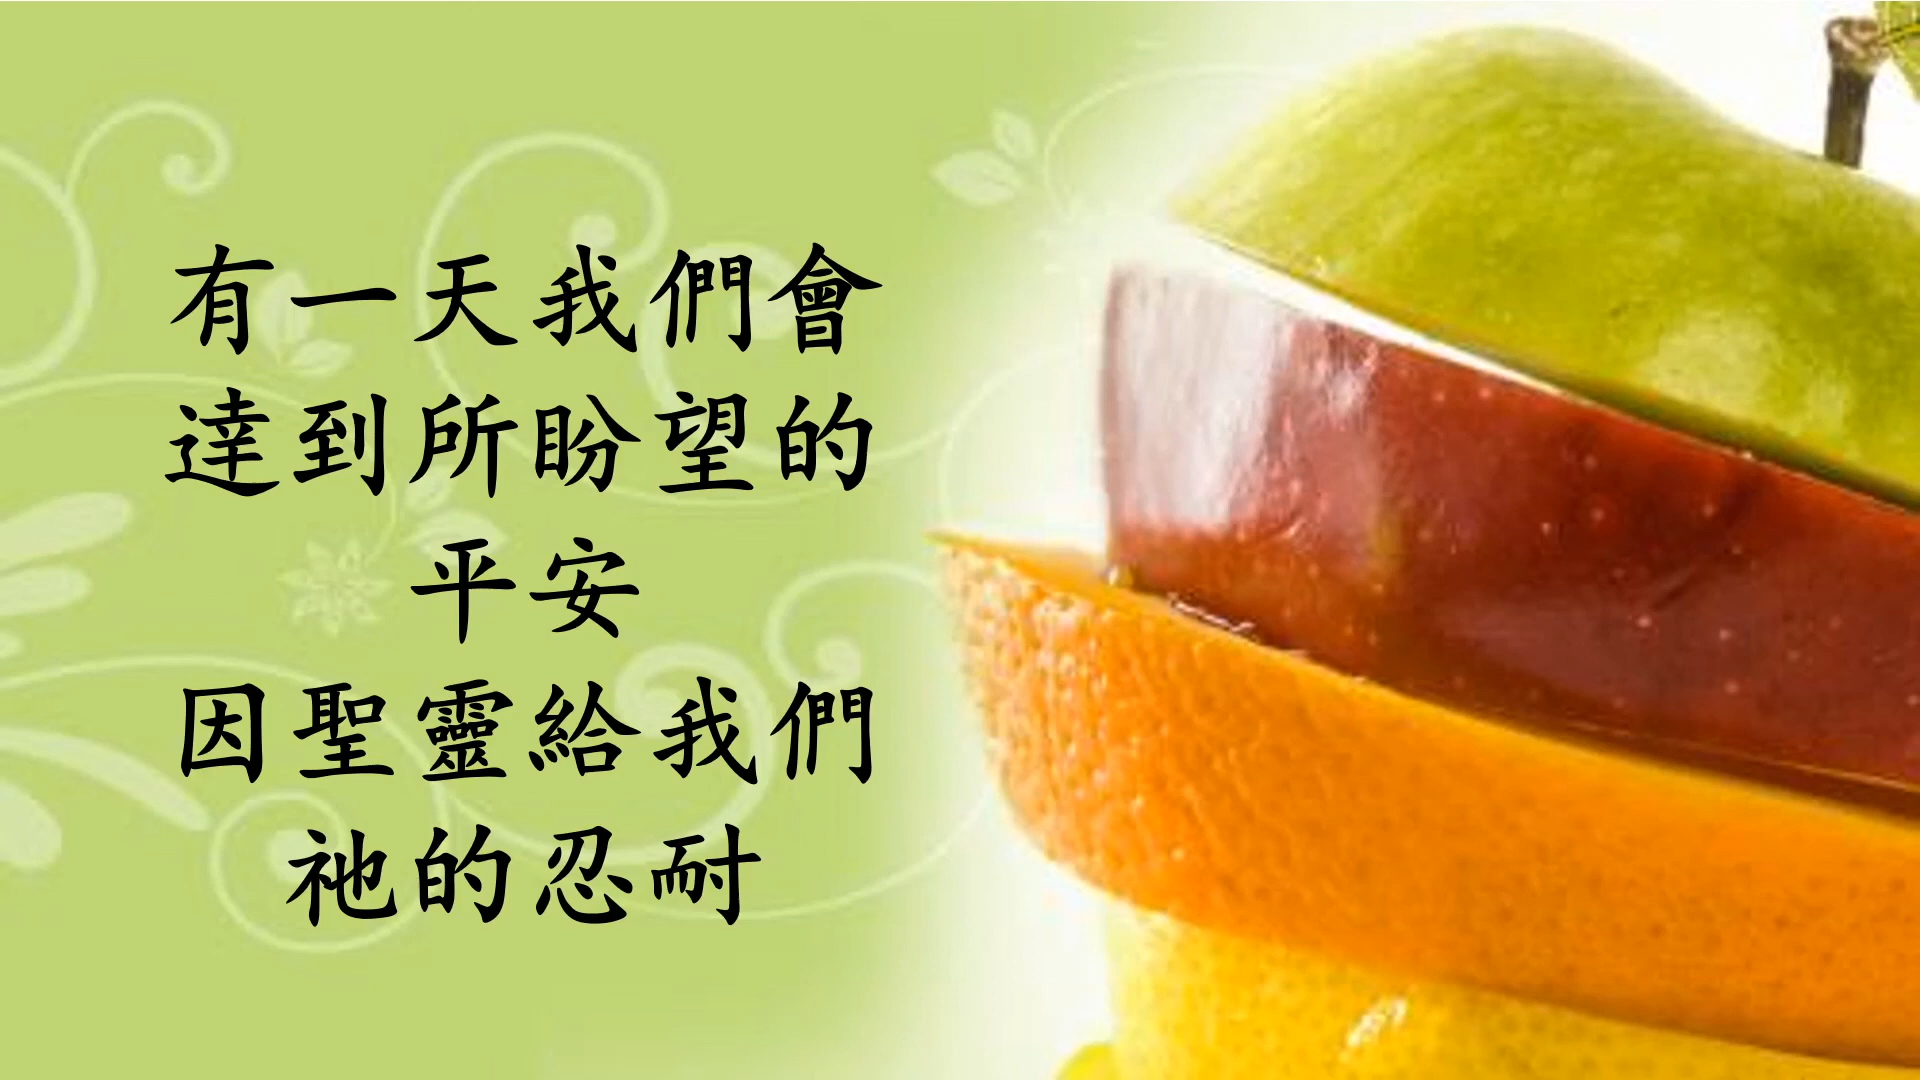 有一天我們會
達到所盼望的
平安
因聖靈給我們
祂的忍耐